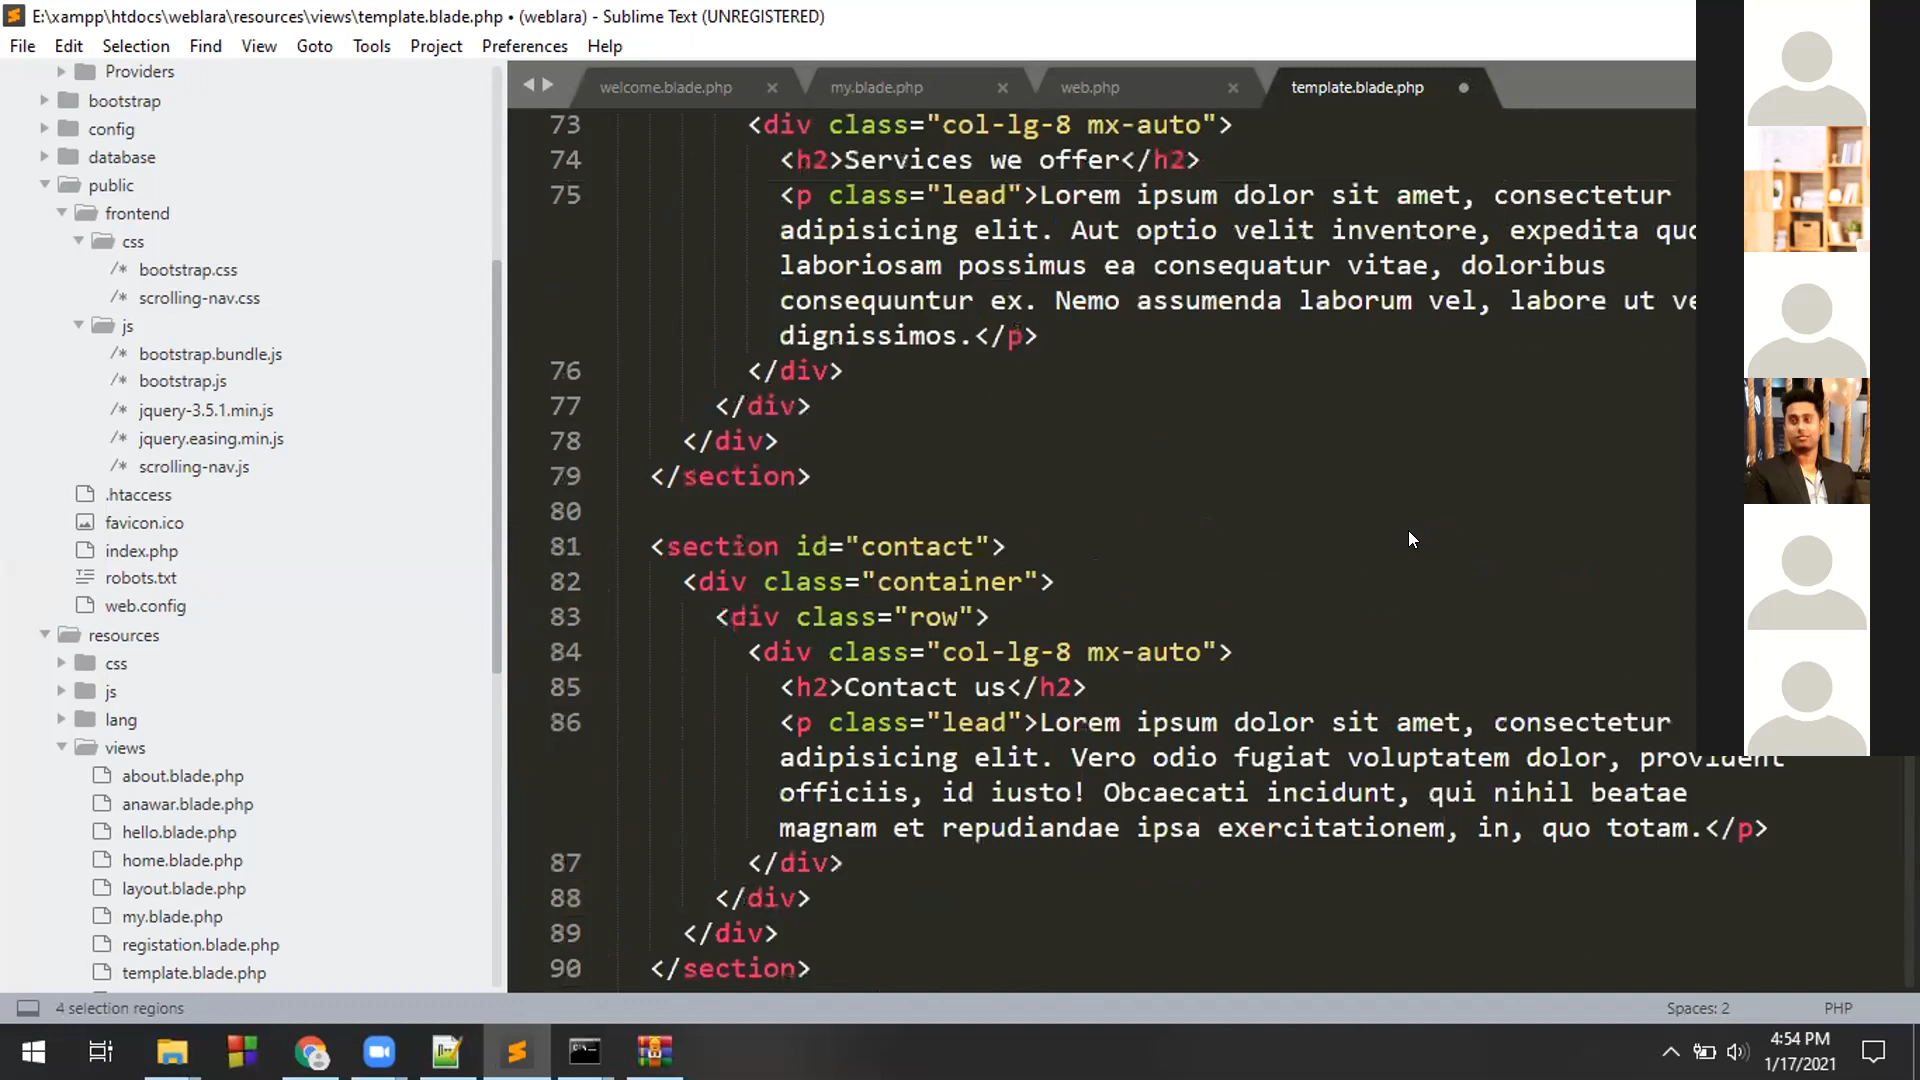 E:\xampp\htdocs\weblara\resources\views\template.blade.php • (weblara) - Sublime Text (UNREGISTERED)
File Edit Selection Find View Goto Tools Project Preferences Help
Providers
bootstrap
config
database
public
frontend
css
/* bootstrap.css
/* scrolling-nav.css
js
/* bootstrap.bundle.js
/* bootstrap.js
/* jquery-3.5.1.min.js
/* jquery.easing.min.js
/* scrolling-nav.js
.htaccess
favicon.ico
index.php
robots.txt
web.config
resources
css
js
lang
views
about.blade.php
anawar.blade.php
hello.blade.php
home.blade.php
layout.blade.php
my.blade.php
registation.blade.php
template.blade.php
welcome.blade.php × my.blade.php × web.php × template.blade.php
73 <div class="col-lg-8 mx-auto">
74 <h2>Services we offer</h2>
75 <p class="lead">Lorem ipsum dolor sit amet, consectetur
adipisicing elit. Aut optio velit inventore, expedita
laboriosam possimus ea consequatur vitae, doloribus
consequuntur ex. Nemo assumenda laborum vel, labore ut
dignissimos.</p>
76 </div>
77 </div>
78 </div>
79 </section>
80
81 <section id="contact">
82 <div class="container">
83 <div class="row">
84 <div class="col-lg-8 mx-auto">
85 <h2>Contact us</h2>
86 <p class="lead">Lorem ipsum dolor sit amet, consectetur
adipisicing elit. Vero odio fugiat voluptatem dolor, provident
officiis, id iusto! Obcaecati incidunt, qui nihil beatae
magnam et repudiandae ipsa exercitationem, in, quo totam.</p>
87 </div>
88 </div>
89 </div>
90 </section>
4 selection regions Spaces: 2 PHP
4:54 PM
1/17/2021